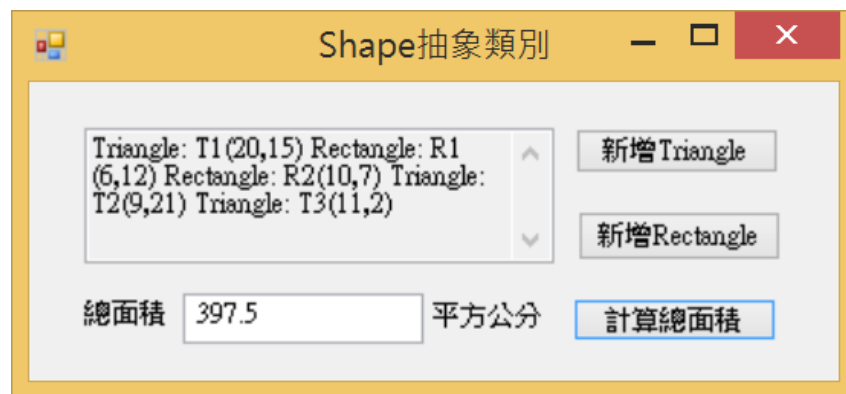 Shape抽象類別
Triangle: T1(20,15) Rectangle: R1
(6,12) Rectangle: R2(10,7) Triangle:
T2(9,21) Triangle: T3(11,2)
新增Triangle
新增Rectangle
總面積 397.5 平方公分 計算總面積